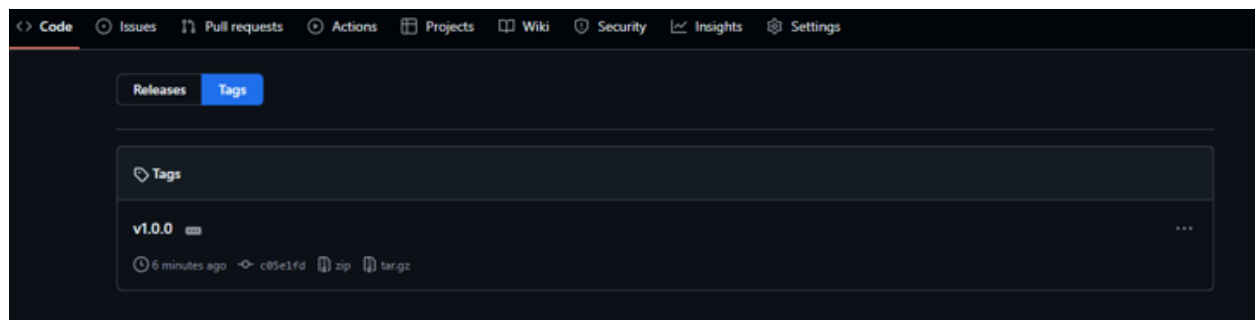 <> Code Issues Pull requests Actions Projects Wiki Security Insights Settings
Releases Tags
Tags
v1.0.0 ...
6 minutes ago c05e1fd zip tar.gz